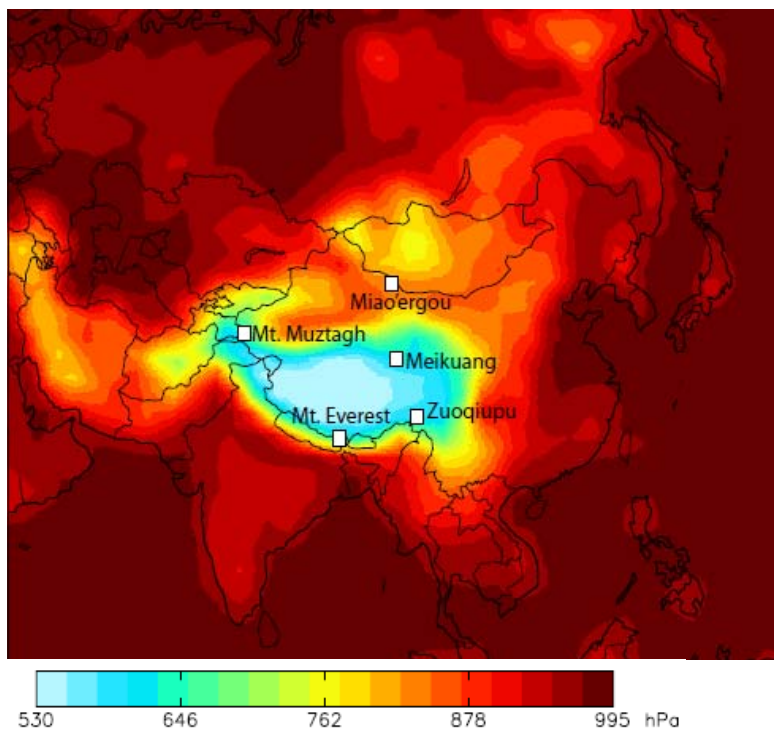 Miao'ergou
Mt. Muztagh
Meikuang
Mt. Everest
Zuoqiupu
530 646 762 878 995 hPa